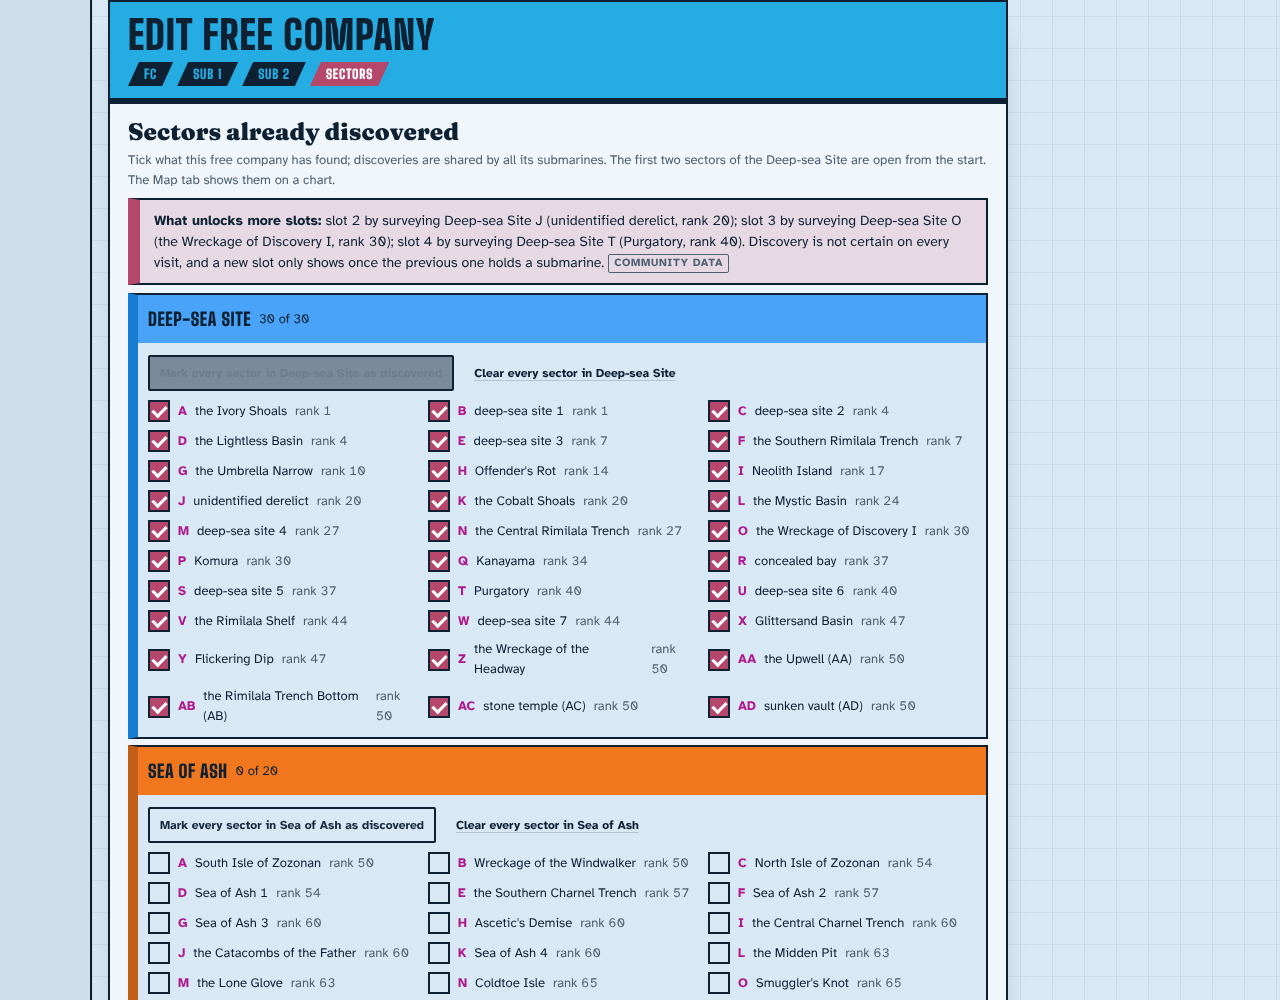 EDIT FREE COMPANY
FC SUB 1 SUB 2 SECTORS
Sectors already discovered
Tick what this free company has found; discoveries are shared by all its submarines. The first two sectors of the Deep-sea Site are open from the start.
The Map tab shows them on a chart.
What unlocks more slots: slot 2 by surveying Deep-sea Site J (unidentified derelict, rank 20); slot 3 by surveying Deep-sea Site O
(the Wreckage of Discovery I, rank 30); slot 4 by surveying Deep-sea Site T (Purgatory, rank 40). Discovery is not certain on every
visit, and a new slot only shows once the previous one holds a submarine. COMMUNITY DATA
DEEP-SEA SITE 30 of 30
Mark every sector in Deep-sea Site as discovered Clear every sector in Deep-sea Site
A the Ivory Shoals rank 1 B deep-sea site 1 rank 1 C deep-sea site 2 rank 4
D the Lightless Basin rank 4 E deep-sea site 3 rank 7 F the Southern Rimilala Trench rank 7
G the Umbrella Narrow rank 10 H Offender's Rot rank 14 I Neolith Island rank 17
J unidentified derelict rank 20 K the Cobalt Shoals rank 20 L the Mystic Basin rank 24
M deep-sea site 4 rank 27 N the Central Rimilala Trench rank 27 O the Wreckage of Discovery I rank 30
P Komura rank 30 Q Kanayama rank 34 R concealed bay rank 37
S deep-sea site 5 rank 37 T Purgatory rank 40 U deep-sea site 6 rank 40
V the Rimilala Shelf rank 44 W deep-sea site 7 rank 44 X Glittersand Basin rank 47
Y Flickering Dip rank 47 Z the Wreckage of the Headway rank 50 AA the Upwell (AA) rank 50
AB the Rimilala Trench Bottom (AB) rank 50 AC stone temple (AC) rank 50 AD sunken vault (AD) rank 50
SEA OF ASH 0 of 20
Mark every sector in Sea of Ash as discovered Clear every sector in Sea of Ash
A South Isle of Zozonan rank 50 B Wreckage of the Windwalker rank 50 C North Isle of Zozonan rank 54
D Sea of Ash 1 rank 54 E the Southern Charnel Trench rank 57 F Sea of Ash 2 rank 57
G Sea of Ash 3 rank 60 H Ascetic's Demise rank 60 I the Central Charnel Trench rank 60
J the Catacombs of the Father rank 60 K Sea of Ash 4 rank 60 L the Midden Pit rank 63
M the Lone Glove rank 63 N Coldtoe Isle rank 65 O Smuggler's Knot rank 65